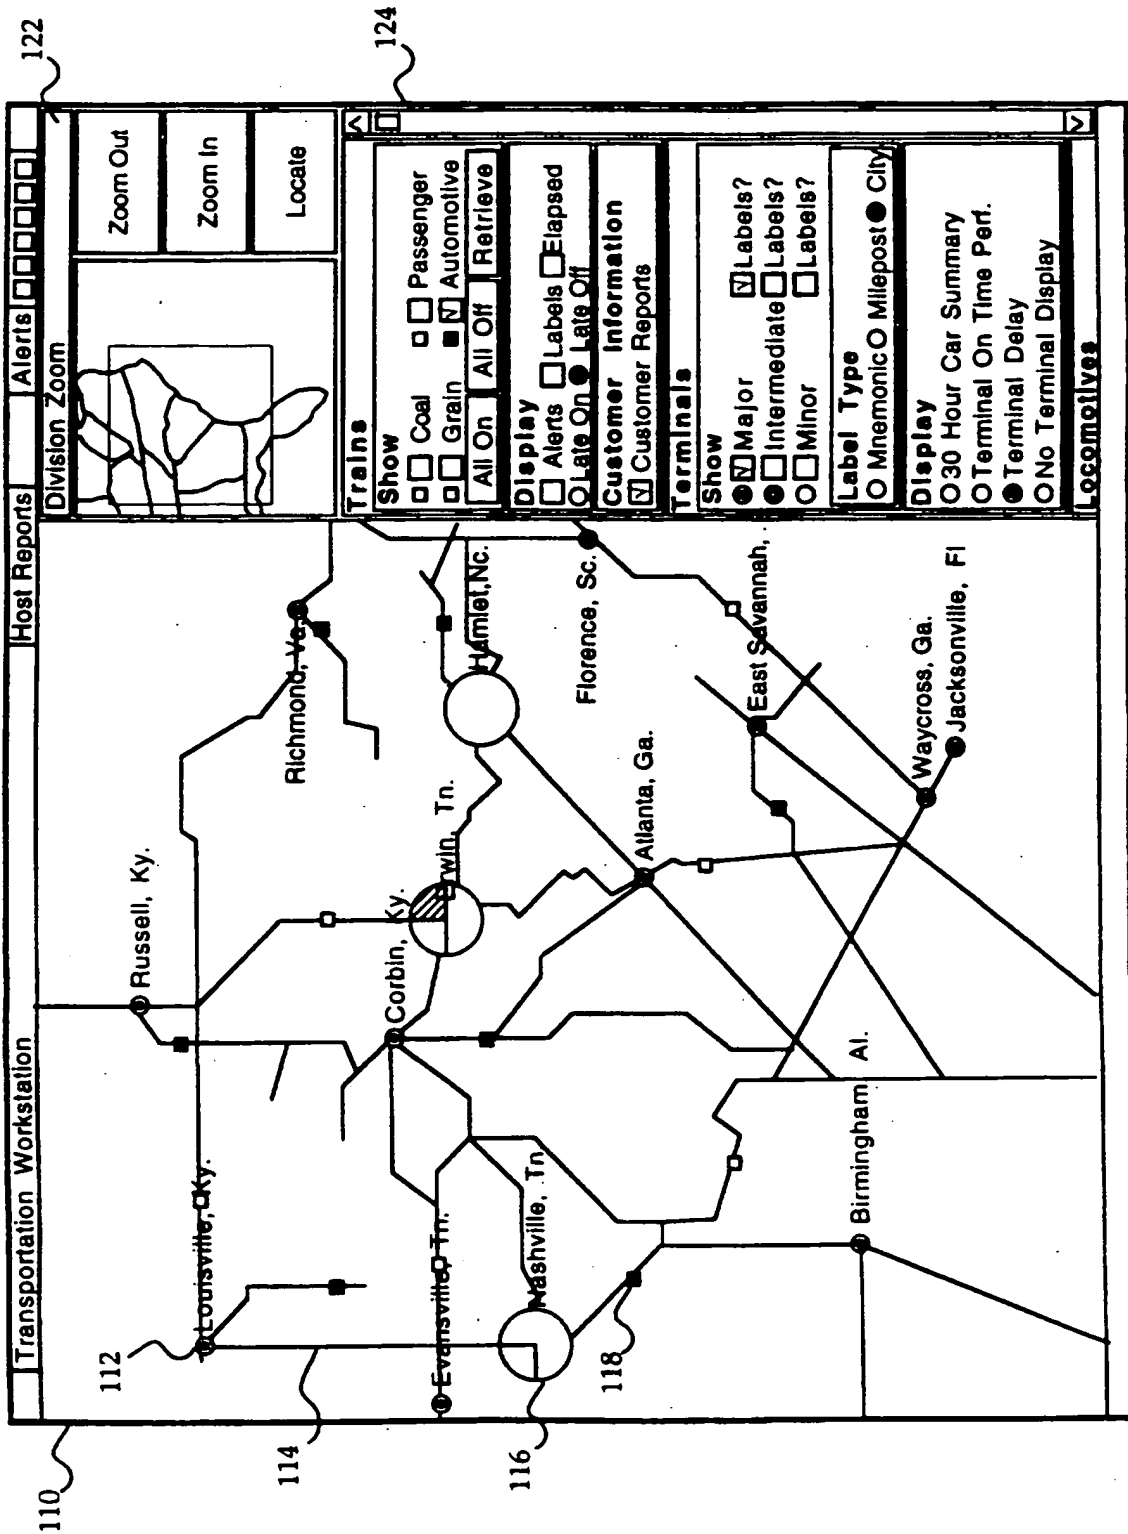 Transportation Workstation
Host Reports
Alerts
110
112
114
116
118
122
124
Russell, Ky.
Louisville, Ky.
Richmond, Va.
Corbin, Ky.
Evansville, Tn.
Nashville, Tn
rwin, Tn.
Hamlet, Nc.
Florence, Sc.
Atlanta, Ga.
East Savannah, .
Birmingham Al.
Waycross, Ga.
Jacksonville, Fl
Division Zoom
Zoom Out
Zoom In
Locate
Trains
Show
Coal Passenger
Grain Automotive
All On All Off Retrieve
Display
Alerts Labels Elapsed
Late On Late Off
Customer Information
Customer Reports
Terminals
Show
Major Labels?
Intermediate Labels?
Minor Labels?
Label Type
Mnemonic Milepost City
Display
30 Hour Car Summary
Terminal On Time Perf.
Terminal Delay
No Terminal Display
Locomotives